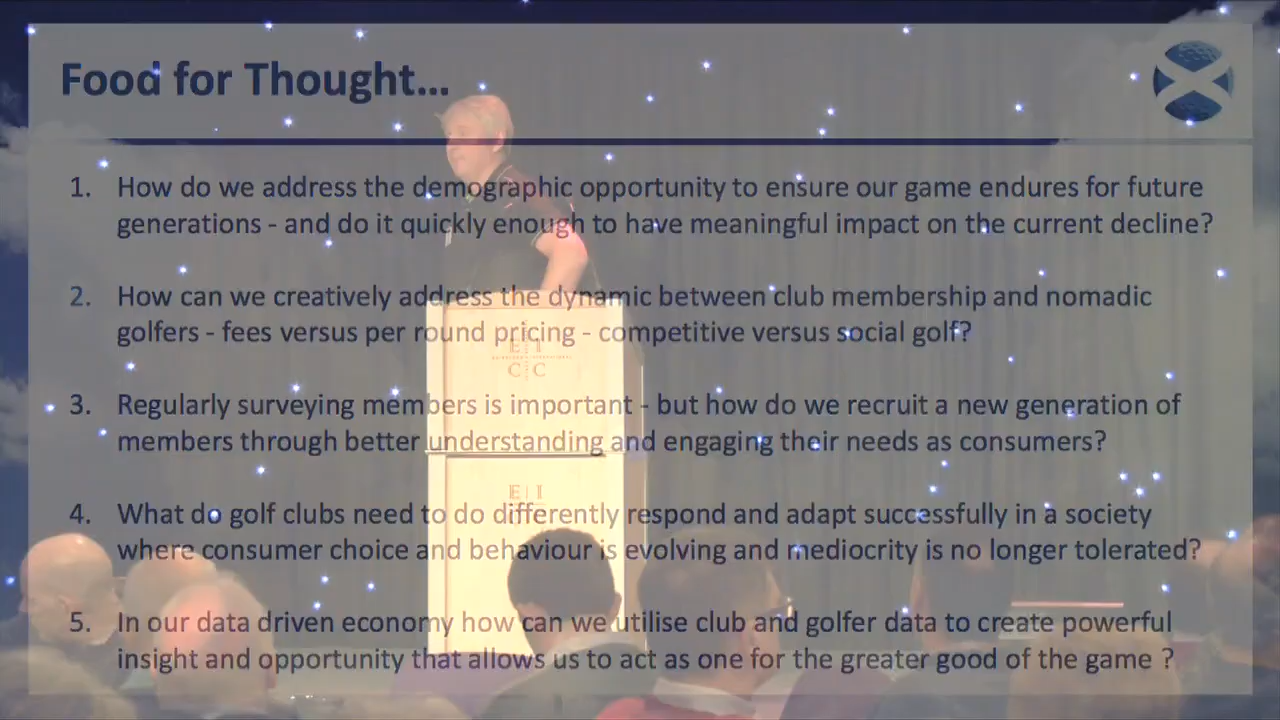 Food for Thought...
1. How do we address the demographic opportunity to ensure our game endures for future
generations - and do it quickly enough to have meaningful impact on the current decline?
2. How can we creatively address the dynamic between club membership and nomadic
golfers - fees versus per round pricing - competitive versus social golf?
3. Regularly surveying members is important - but how do we recruit a new generation of
members through better understanding and engaging their needs as consumers?
4. What do golf clubs need to do differently respond and adapt successfully in a society
where consumer choice and behaviour is evolving and mediocrity is no longer tolerated?
5. In our data driven economy how can we utilise club and golfer data to create powerful
insight and opportunity that allows us to act as one for the greater good of the game ?
E I
C C
E I